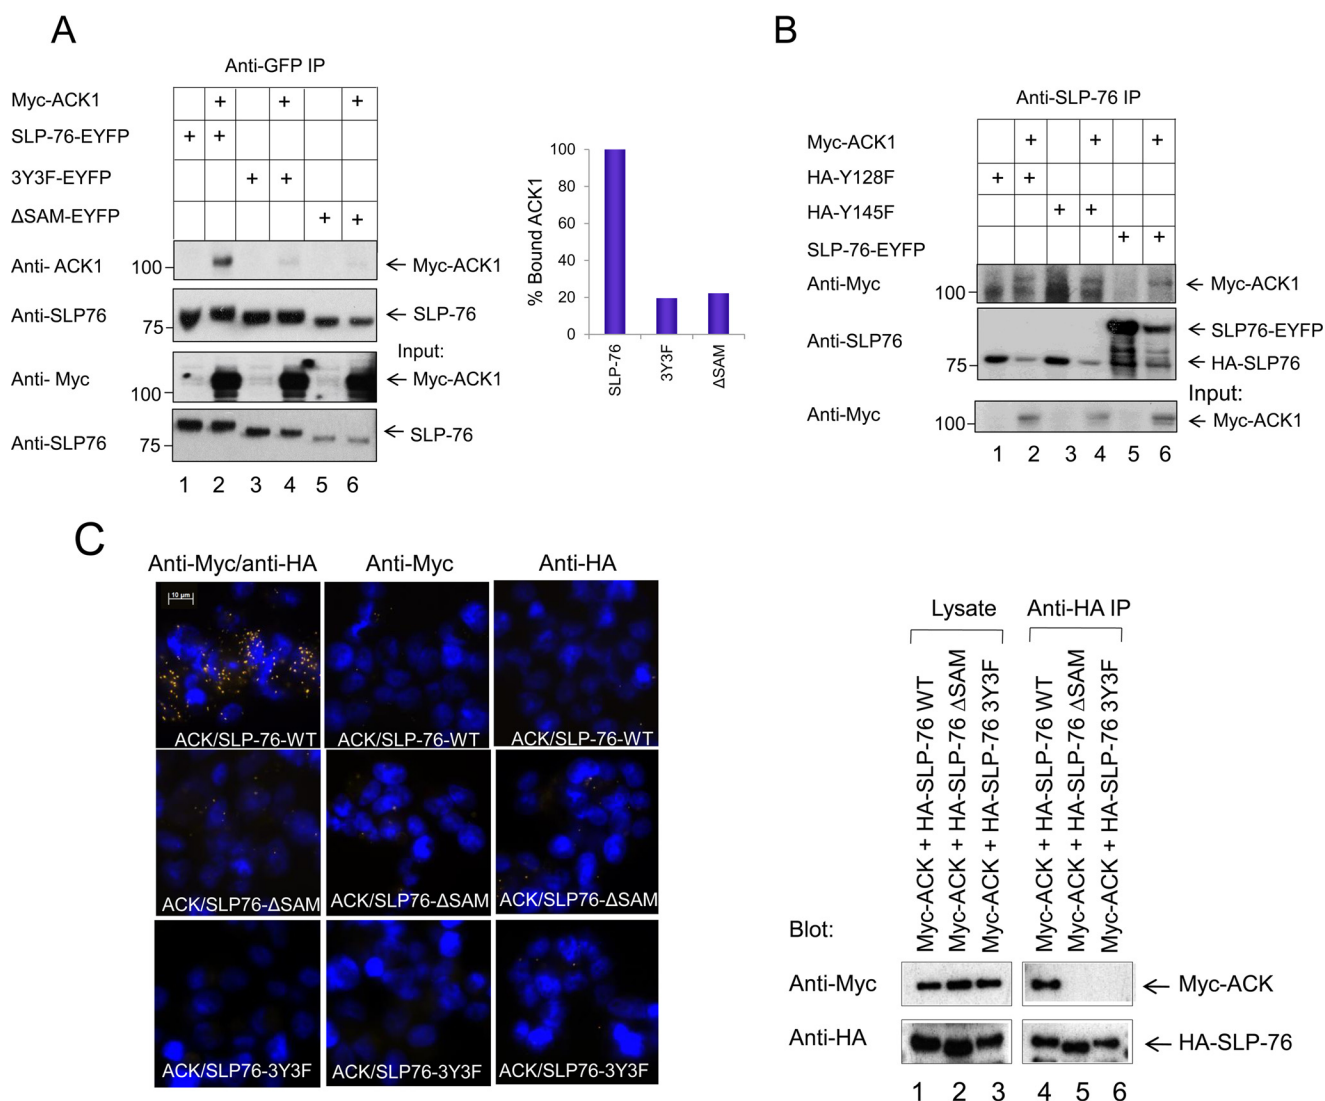 A
Anti-GFP IP
Myc-ACK1 + + +
SLP-76-EYFP + +
3Y3F-EYFP + +
ΔSAM-EYFP + +
Anti- ACK1 100 ← Myc-ACK1
Anti-SLP76 75 ← SLP-76
Input:
Anti- Myc 100 ← Myc-ACK1
Anti-SLP76 75 ← SLP-76
1 2 3 4 5 6
% Bound ACK1
100
80
60
40
20
0
SLP-76
3Y3F
ΔSAM
B
Anti-SLP-76 IP
Myc-ACK1 + + +
HA-Y128F + +
HA-Y145F + +
SLP-76-EYFP + +
Anti-Myc 100 ← Myc-ACK1
Anti-SLP76 ← SLP76-EYFP
75 ← HA-SLP76
Input:
Anti-Myc 100 ← Myc-ACK1
1 2 3 4 5 6
C
Anti-Myc/anti-HA Anti-Myc Anti-HA
10 µm
ACK/SLP-76-WT ACK/SLP-76-WT ACK/SLP-76-WT
ACK/SLP76-ΔSAM ACK/SLP76-ΔSAM ACK/SLP76-ΔSAM
ACK/SLP76-3Y3F ACK/SLP76-3Y3F ACK/SLP76-3Y3F
Lysate Anti-HA IP
Myc-ACK + HA-SLP-76 WT
Myc-ACK + HA-SLP-76 ΔSAM
Myc-ACK + HA-SLP-76 3Y3F
Myc-ACK + HA-SLP-76 WT
Myc-ACK + HA-SLP-76 ΔSAM
Myc-ACK + HA-SLP-76 3Y3F
Blot:
Anti-Myc ← Myc-ACK
Anti-HA ← HA-SLP-76
1 2 3 4 5 6